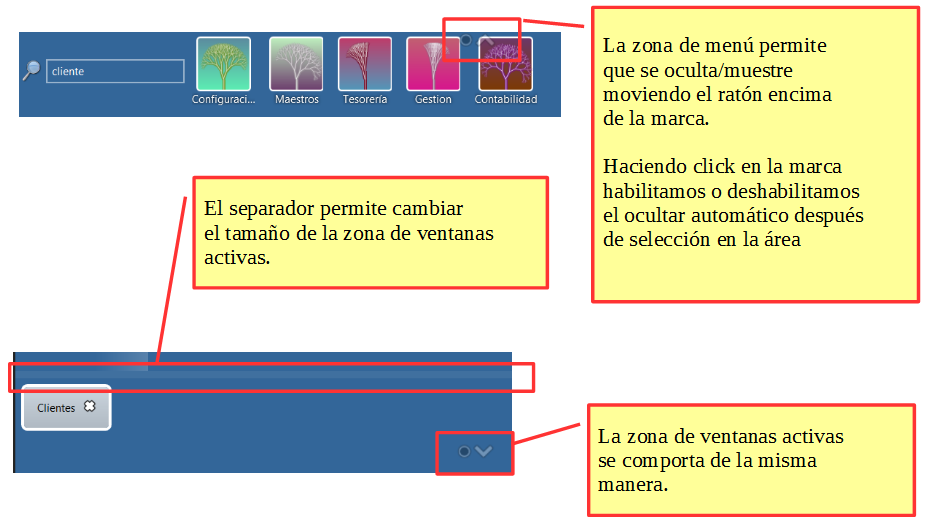 cliente
Configuraci...
Maestros
Tesorería
Gestion
Contabilidad
La zona de menú permite
que se oculta/muestre
moviendo el ratón encima
de la marca.
Haciendo click en la marca
habilitamos o deshabilitamos
el ocultar automático después
de selección en la área
El separador permite cambiar
el tamaño de la zona de ventanas
activas.
Clientes
La zona de ventanas activas
se comporta de la misma
manera.